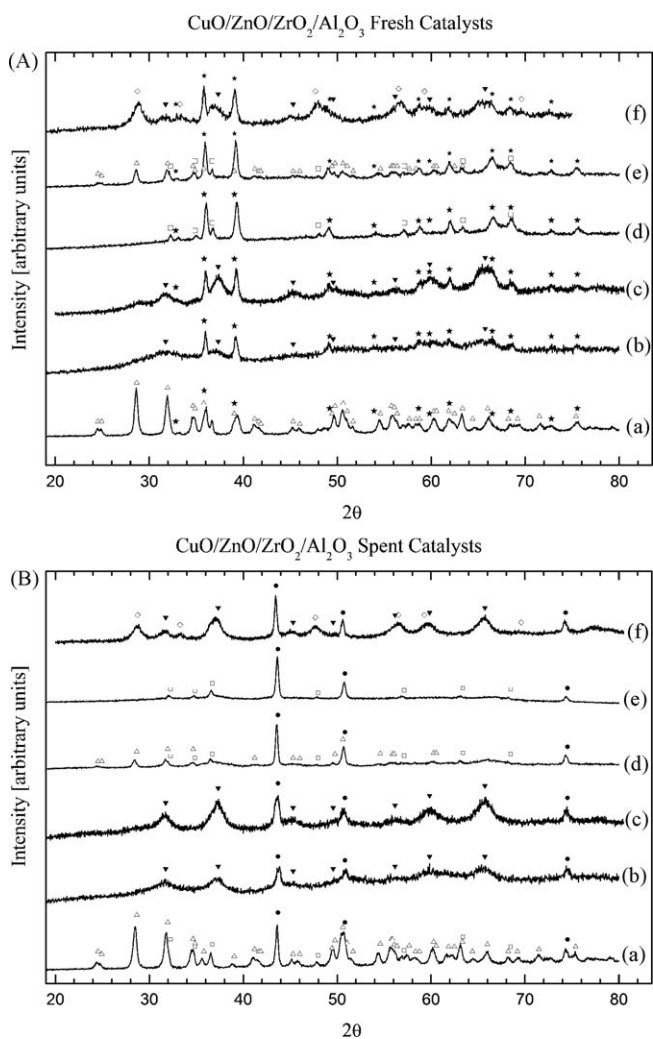 CuO/ZnO/ZrO₂/Al₂O₃ Fresh Catalysts
(A)
(f)
(e)
(d)
(c)
(b)
(a)
Intensity [arbitrary units]
20 30 40 50 60 70 80
2θ
CuO/ZnO/ZrO₂/Al₂O₃ Spent Catalysts
(B)
(f)
(e)
(d)
(c)
(b)
(a)
Intensity [arbitrary units]
20 30 40 50 60 70 80
2θ